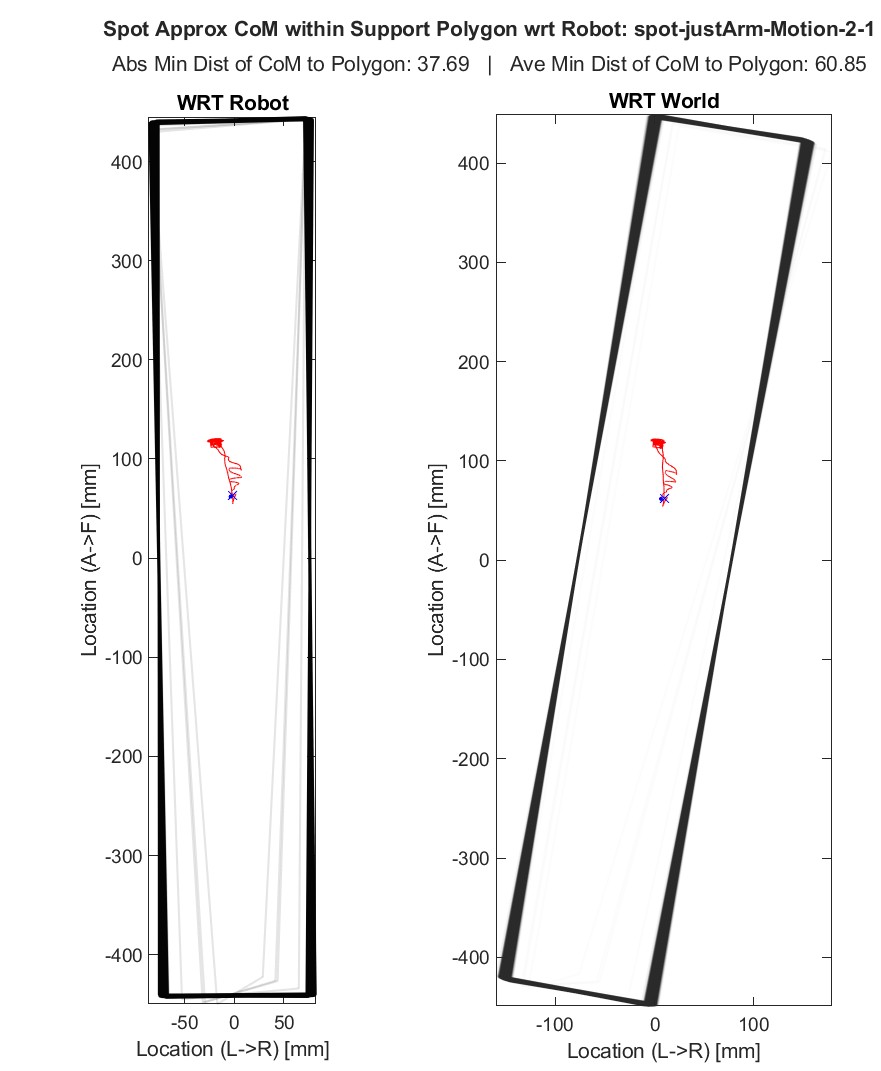 Spot Approx CoM within Support Polygon wrt Robot: spot-justArm-Motion-2-1
Abs Min Dist of CoM to Polygon: 37.69 | Ave Min Dist of CoM to Polygon: 60.85
WRT Robot
400
300
200
100
0
-100
-200
-300
-400
Location (A->F) [mm]
-50 0 50
Location (L->R) [mm]
WRT World
400
300
200
100
0
-100
-200
-300
-400
Location (A->F) [mm]
-100 0 100
Location (L->R) [mm]